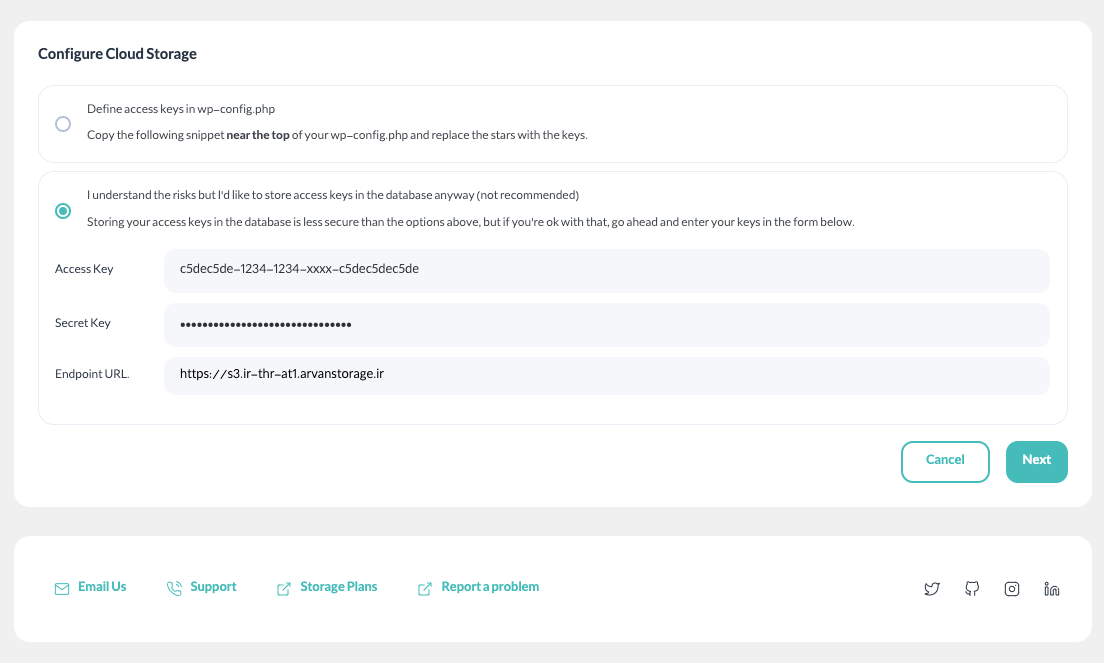 Configure Cloud Storage
Define access keys in wp-config.php
Copy the following snippet near the top of your wp-config.php and replace the stars with the keys.
I understand the risks but I'd like to store access keys in the database anyway (not recommended)
Storing your access keys in the database is less secure than the options above, but if you're ok with that, go ahead and enter your keys in the form below.
Access Key
c5dec5de-1234-1234-xxxx-c5dec5dec5de
Secret Key
•••••••••••••••••••••••••••••••
Endpoint URL.
https://s3.ir-thr-at1.arvanstorage.ir
Cancel
Next
Email Us
Support
Storage Plans
Report a problem